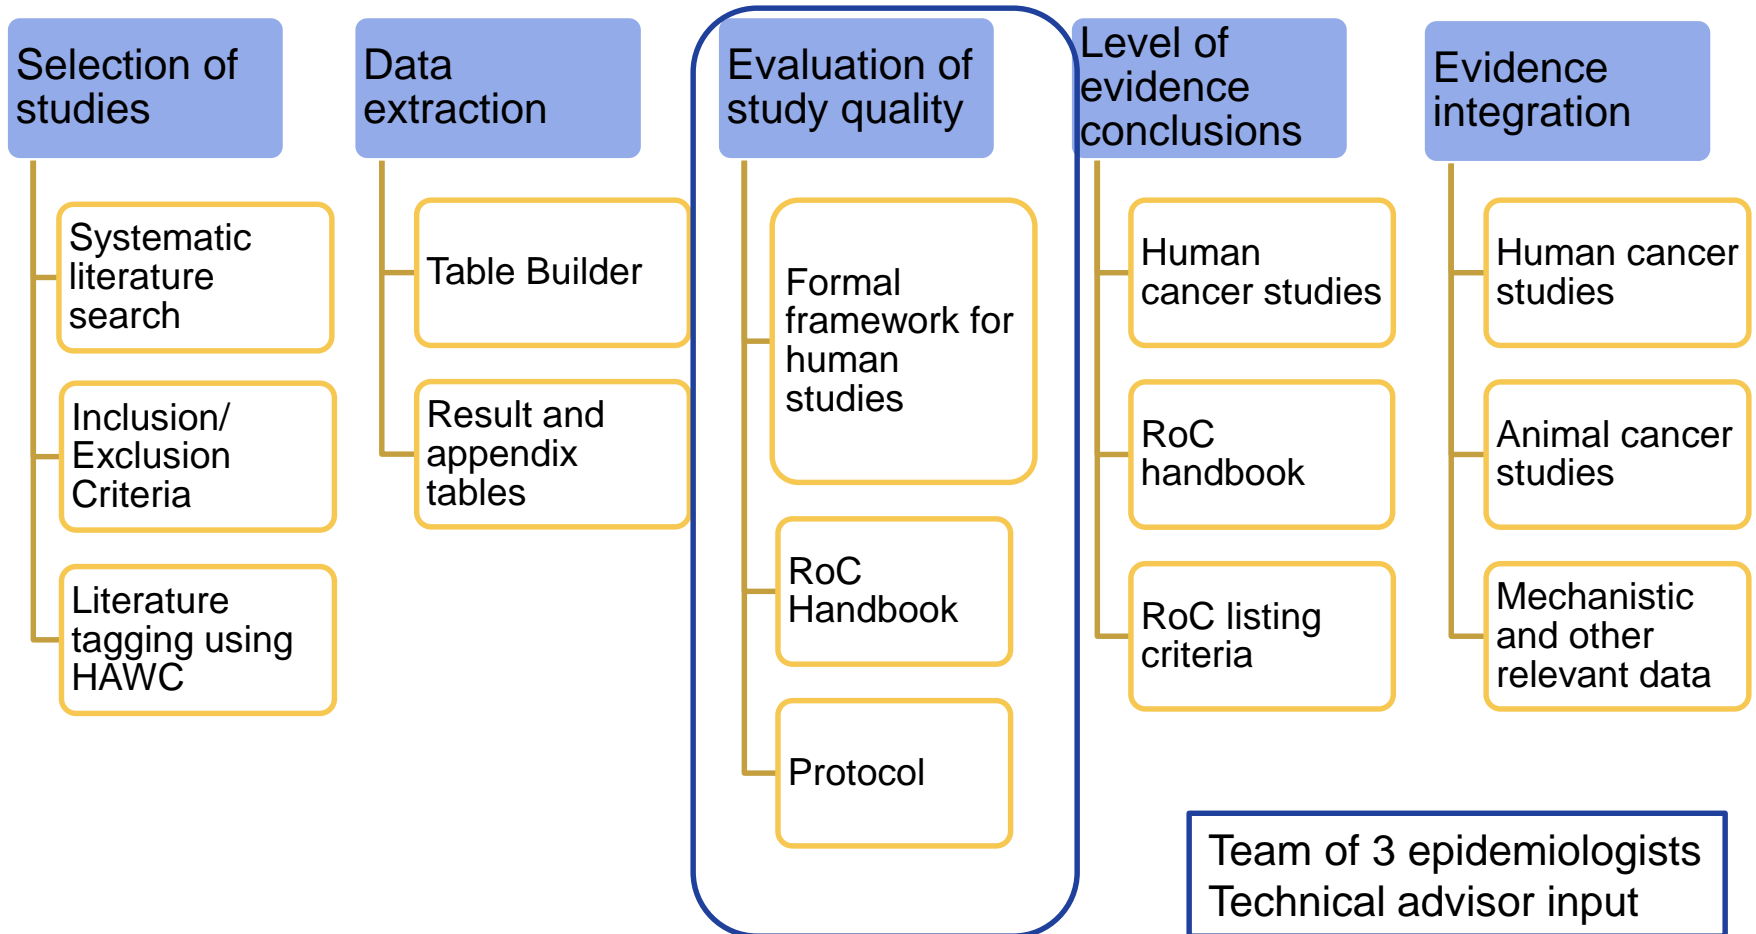 Selection of
studies
Systematic
literature
search
Inclusion/
Exclusion
Criteria
Literature
tagging using
HAWC
Data
extraction
Table Builder
Result and
appendix
tables
Evaluation of
study quality
Formal
framework for
human
studies
RoC
Handbook
Protocol
Level of
evidence
conclusions
Human
cancer studies
RoC
handbook
RoC listing
criteria
Evidence
integration
Human cancer
studies
Animal cancer
studies
Mechanistic
and other
relevant data
Team of 3 epidemiologists
Technical advisor input